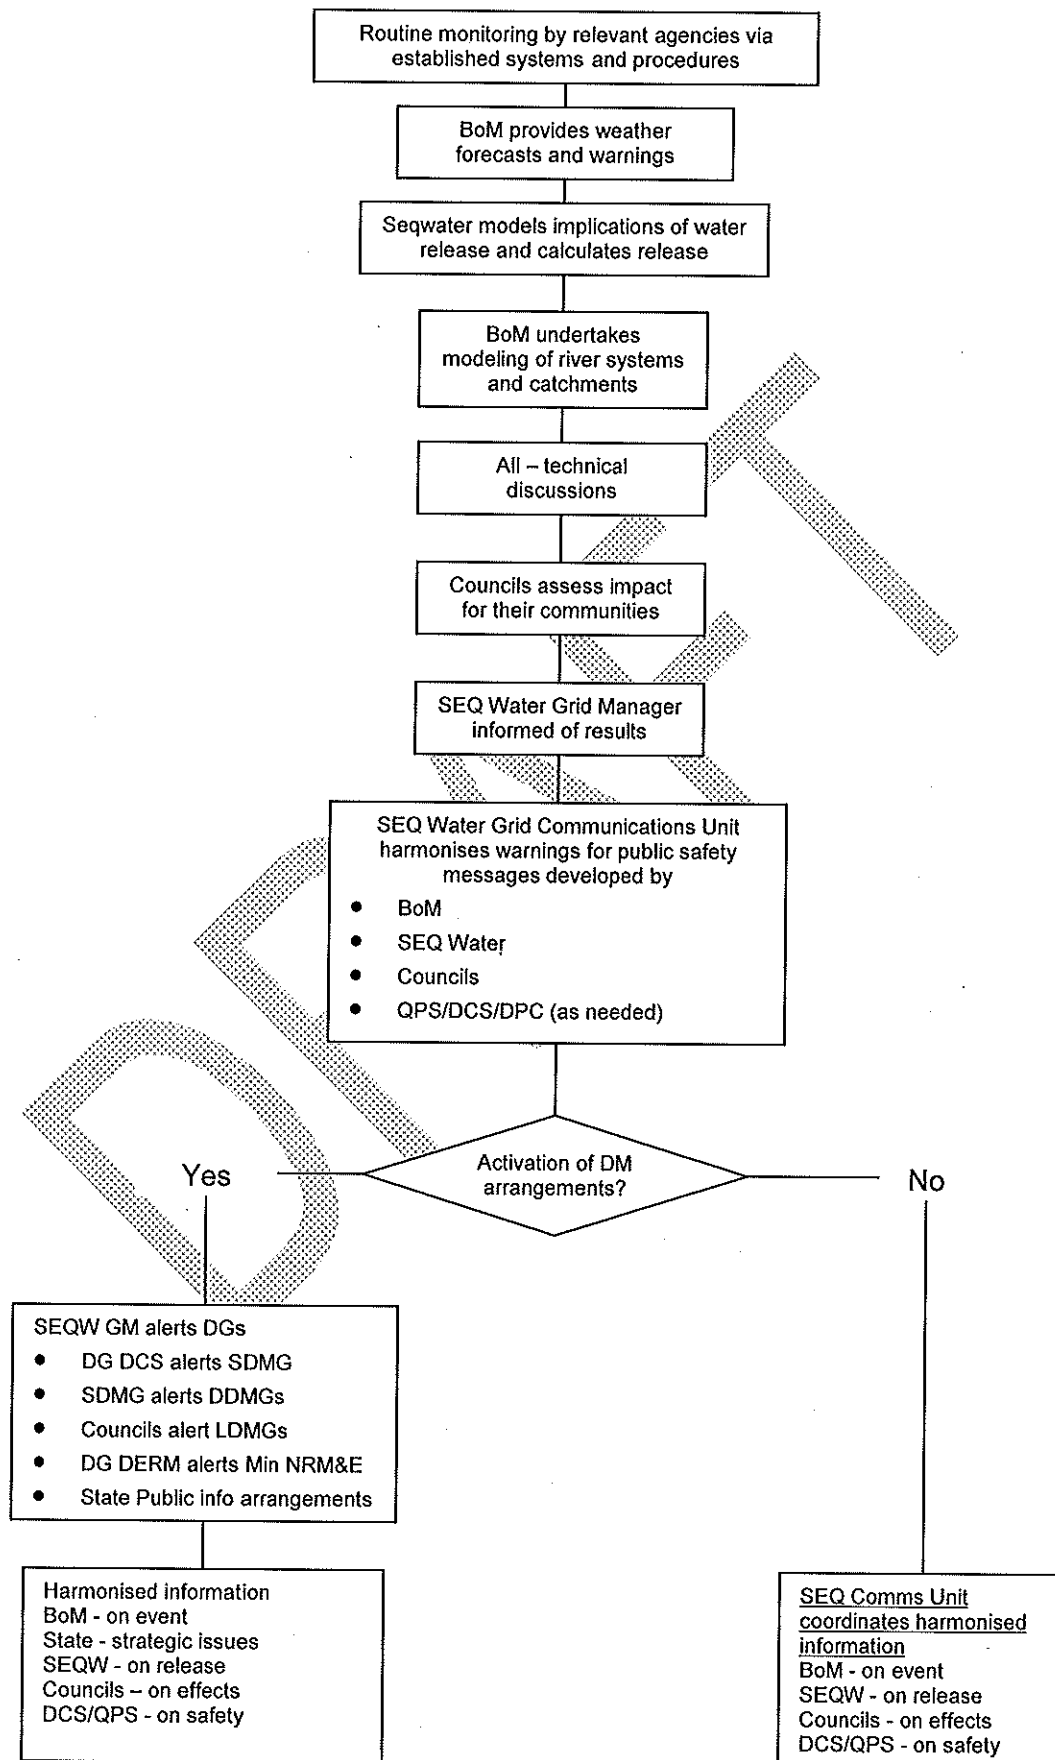 Routine monitoring by relevant agencies via
established systems and procedures
BoM provides weather
forecasts and warnings
Seqwater models implications of water
release and calculates release
BoM undertakes
modeling of river systems
and catchments
All – technical
discussions
Councils assess impact
for their communities
SEQ Water Grid Manager
informed of results
SEQ Water Grid Communications Unit
harmonises warnings for public safety
messages developed by
● BoM
● SEQ Water
● Councils
● QPS/DCS/DPC (as needed)
Activation of DM
arrangements?
Yes
No
SEQW GM alerts DGs
● DG DCS alerts SDMG
● SDMG alerts DDMGs
● Councils alert LDMGs
● DG DERM alerts Min NRM&E
● State Public info arrangements
Harmonised information
BoM - on event
State - strategic issues
SEQW - on release
Councils – on effects
DCS/QPS - on safety
SEQ Comms Unit
coordinates harmonised
information
BoM - on event
SEQW - on release
Councils - on effects
DCS/QPS - on safety
DRAFT